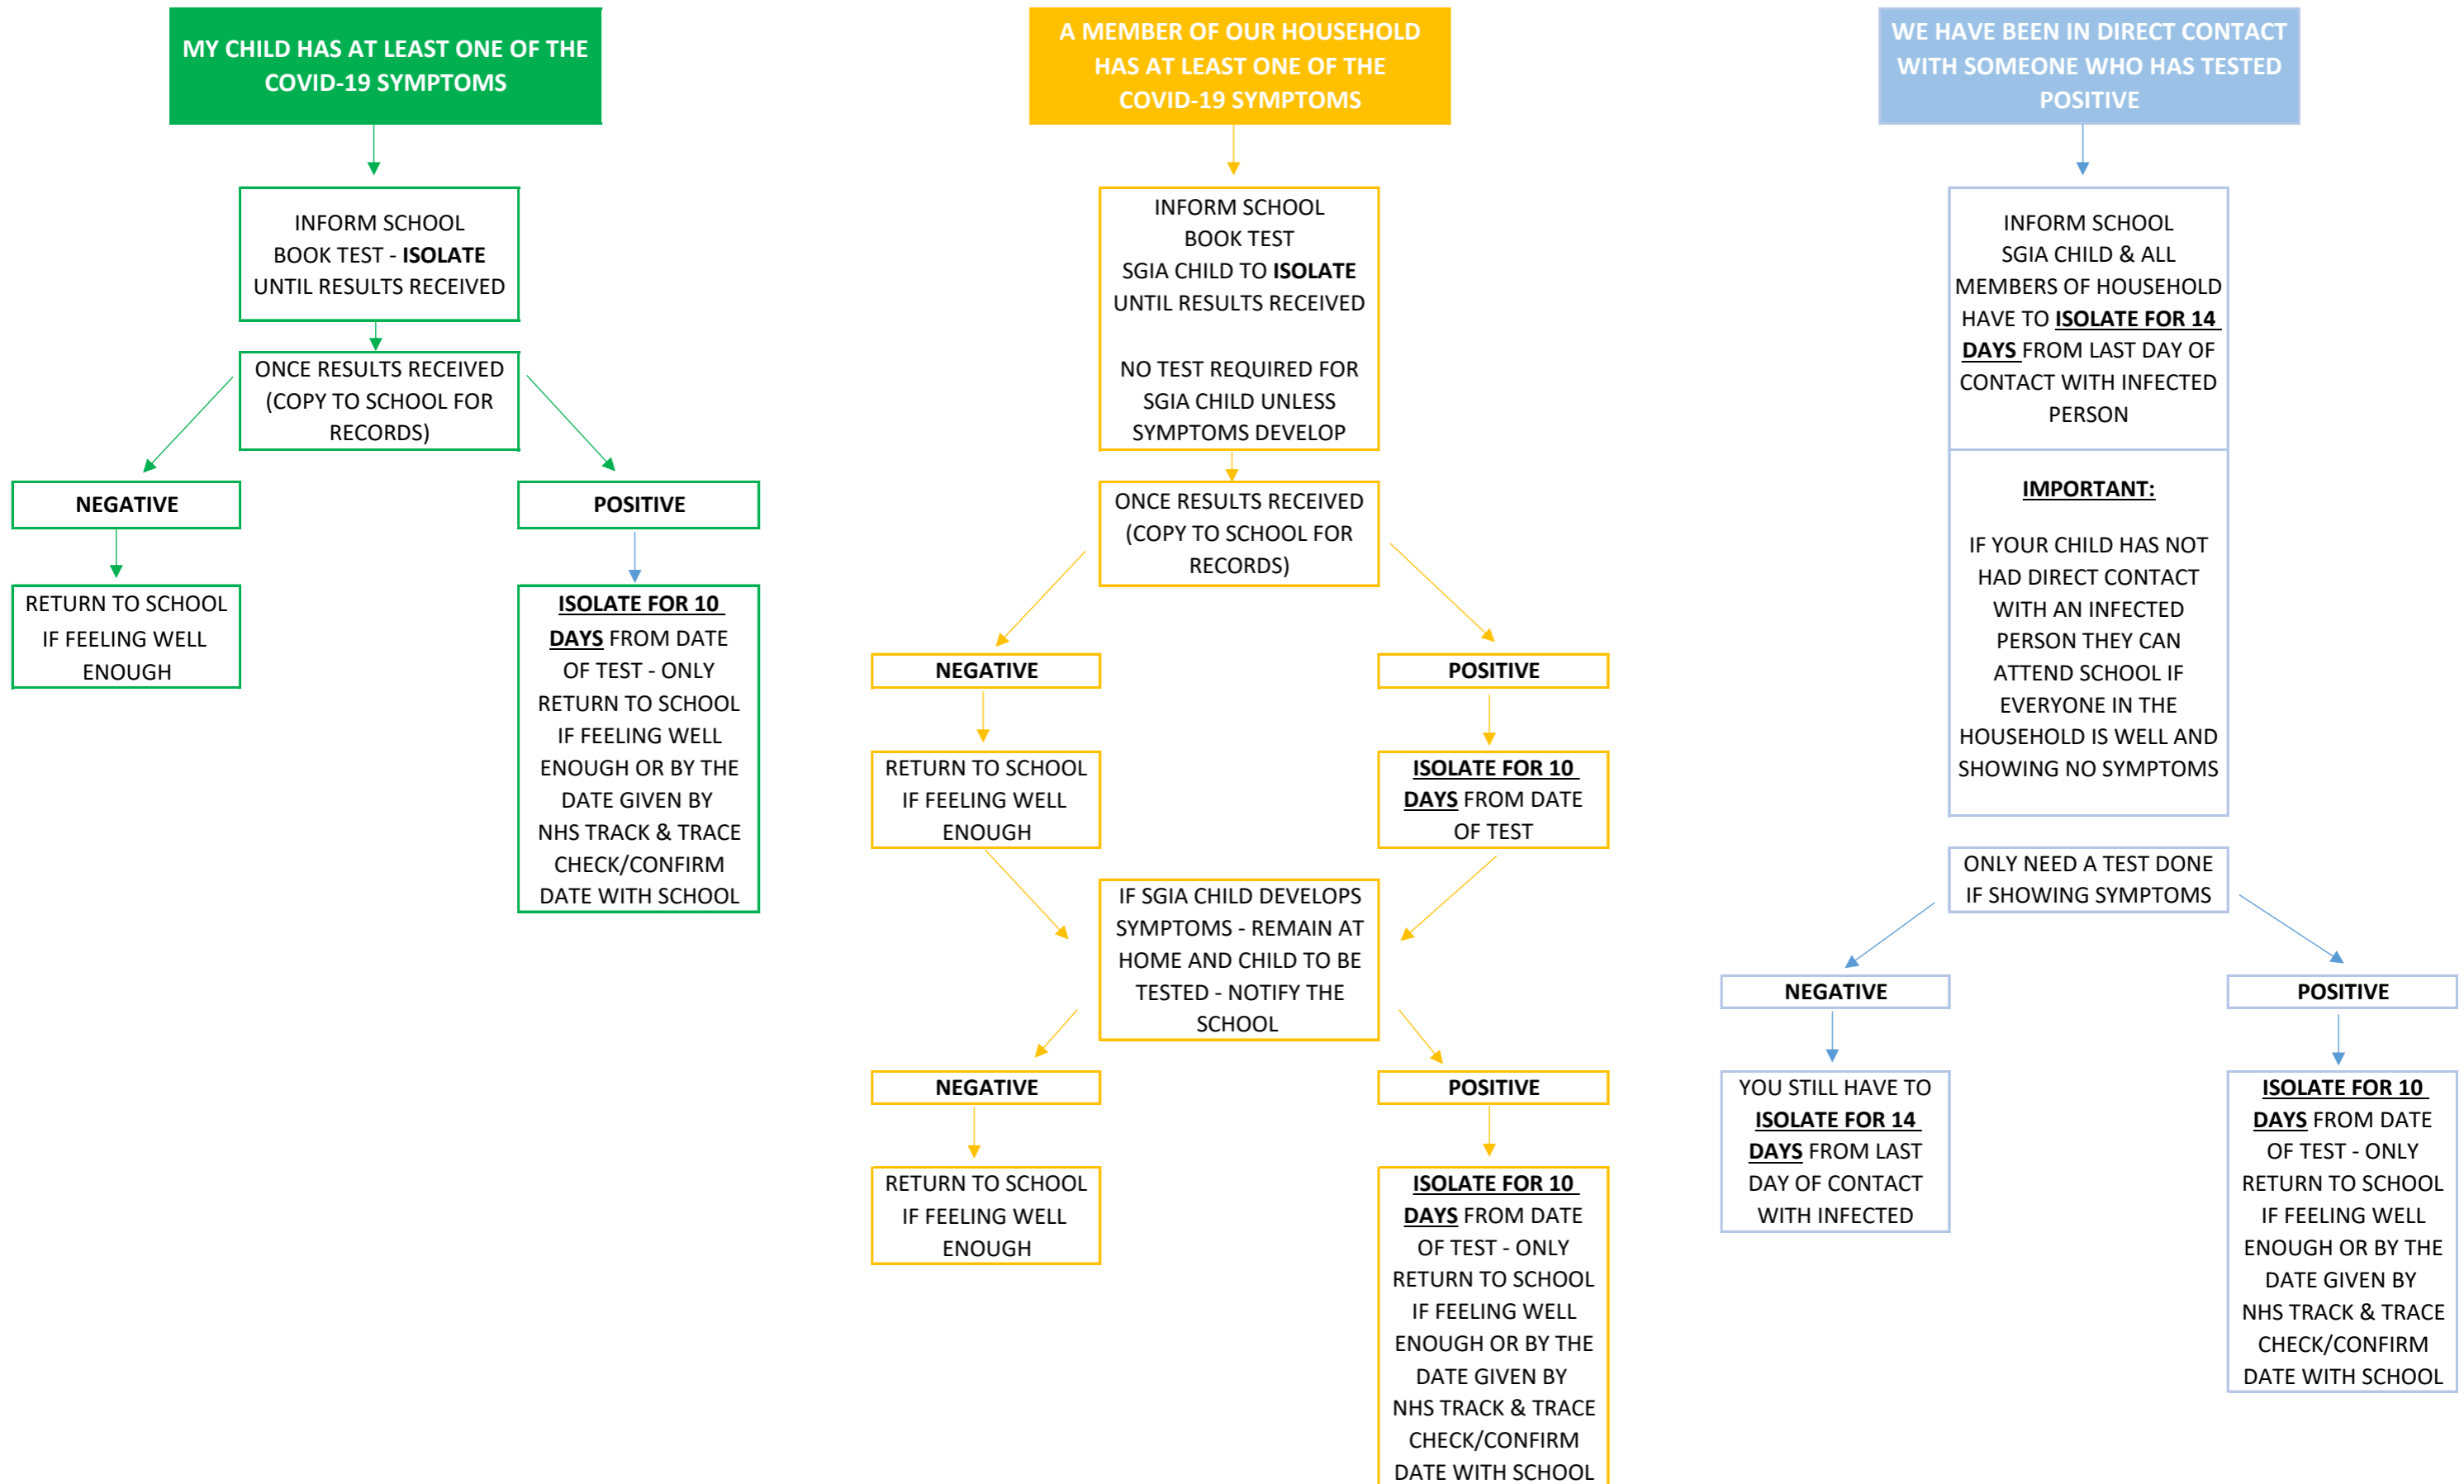 MY CHILD HAS AT LEAST ONE OF THE
COVID-19 SYMPTOMS
INFORM SCHOOL
BOOK TEST - ISOLATE
UNTIL RESULTS RECEIVED
ONCE RESULTS RECEIVED
(COPY TO SCHOOL FOR
RECORDS)
NEGATIVE
RETURN TO SCHOOL
IF FEELING WELL
ENOUGH
POSITIVE
ISOLATE FOR 10
DAYS FROM DATE
OF TEST - ONLY
RETURN TO SCHOOL
IF FEELING WELL
ENOUGH OR BY THE
DATE GIVEN BY
NHS TRACK & TRACE
CHECK/CONFIRM
DATE WITH SCHOOL
A MEMBER OF OUR HOUSEHOLD
HAS AT LEAST ONE OF THE
COVID-19 SYMPTOMS
INFORM SCHOOL
BOOK TEST
SGIA CHILD TO ISOLATE
UNTIL RESULTS RECEIVED
NO TEST REQUIRED FOR
SGIA CHILD UNLESS
SYMPTOMS DEVELOP
ONCE RESULTS RECEIVED
(COPY TO SCHOOL FOR
RECORDS)
NEGATIVE
RETURN TO SCHOOL
IF FEELING WELL
ENOUGH
POSITIVE
ISOLATE FOR 10
DAYS FROM DATE
OF TEST
IF SGIA CHILD DEVELOPS
SYMPTOMS - REMAIN AT
HOME AND CHILD TO BE
TESTED - NOTIFY THE
SCHOOL
NEGATIVE
RETURN TO SCHOOL
IF FEELING WELL
ENOUGH
POSITIVE
ISOLATE FOR 10
DAYS FROM DATE
OF TEST - ONLY
RETURN TO SCHOOL
IF FEELING WELL
ENOUGH OR BY THE
DATE GIVEN BY
NHS TRACK & TRACE
CHECK/CONFIRM
DATE WITH SCHOOL
WE HAVE BEEN IN DIRECT CONTACT
WITH SOMEONE WHO HAS TESTED
POSITIVE
INFORM SCHOOL
SGIA CHILD & ALL
MEMBERS OF HOUSEHOLD
HAVE TO ISOLATE FOR 14
DAYS FROM LAST DAY OF
CONTACT WITH INFECTED
PERSON
IMPORTANT:
IF YOUR CHILD HAS NOT
HAD DIRECT CONTACT
WITH AN INFECTED
PERSON THEY CAN
ATTEND SCHOOL IF
EVERYONE IN THE
HOUSEHOLD IS WELL AND
SHOWING NO SYMPTOMS
ONLY NEED A TEST DONE
IF SHOWING SYMPTOMS
NEGATIVE
YOU STILL HAVE TO
ISOLATE FOR 14
DAYS FROM LAST
DAY OF CONTACT
WITH INFECTED
POSITIVE
ISOLATE FOR 10
DAYS FROM DATE
OF TEST - ONLY
RETURN TO SCHOOL
IF FEELING WELL
ENOUGH OR BY THE
DATE GIVEN BY
NHS TRACK & TRACE
CHECK/CONFIRM
DATE WITH SCHOOL